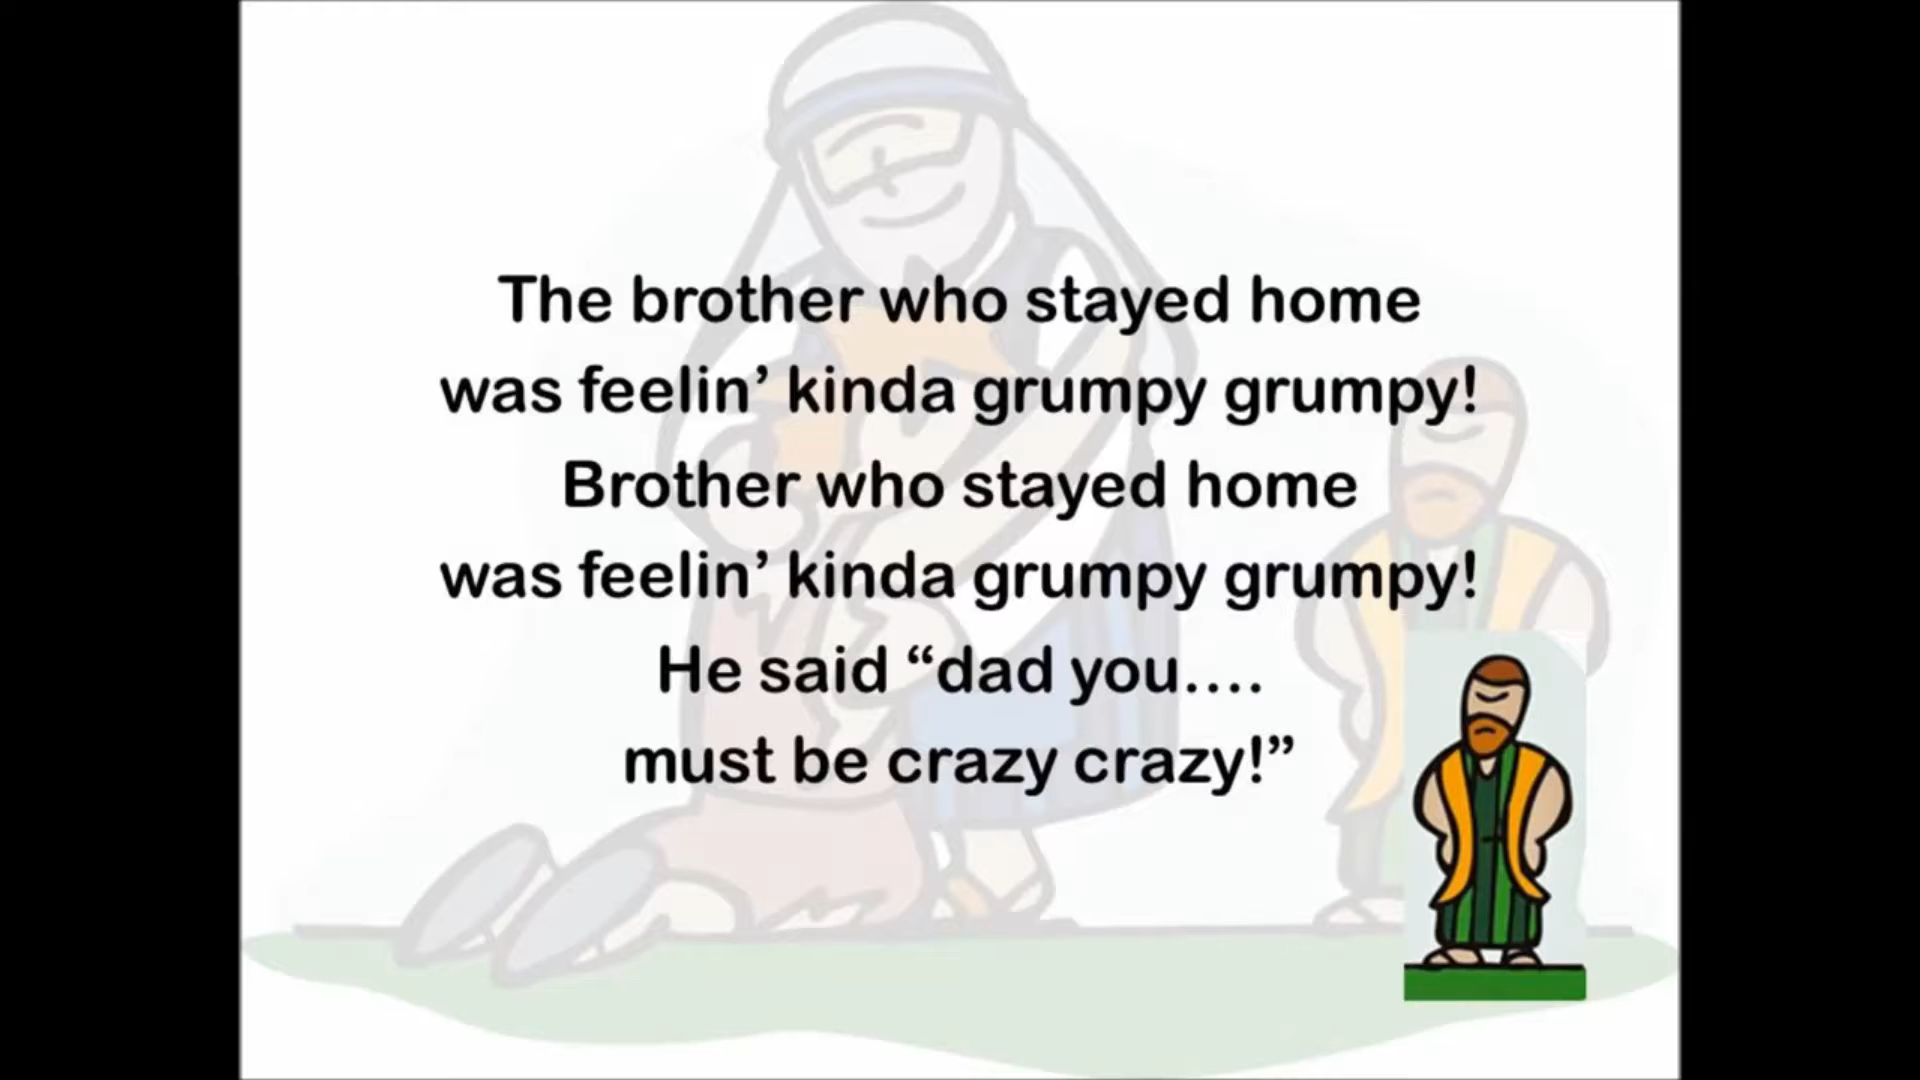 The brother who stayed home
was feelin’ kinda grumpy grumpy!
Brother who stayed home
was feelin’ kinda grumpy grumpy!
He said “dad you....
must be crazy crazy!”